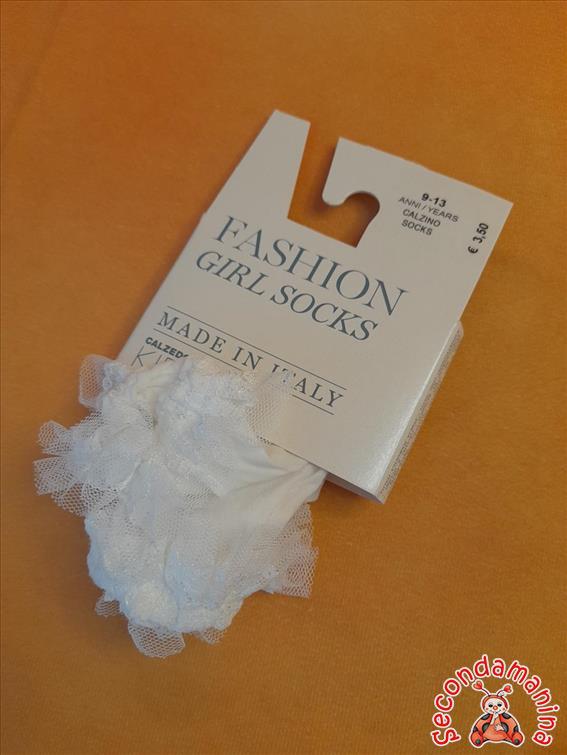 9-13
ANNI/YEARS
CALZINO
SOCKS
€ 3,50
FASHION
GIRL SOCKS
MADE IN ITALY
secondamanina